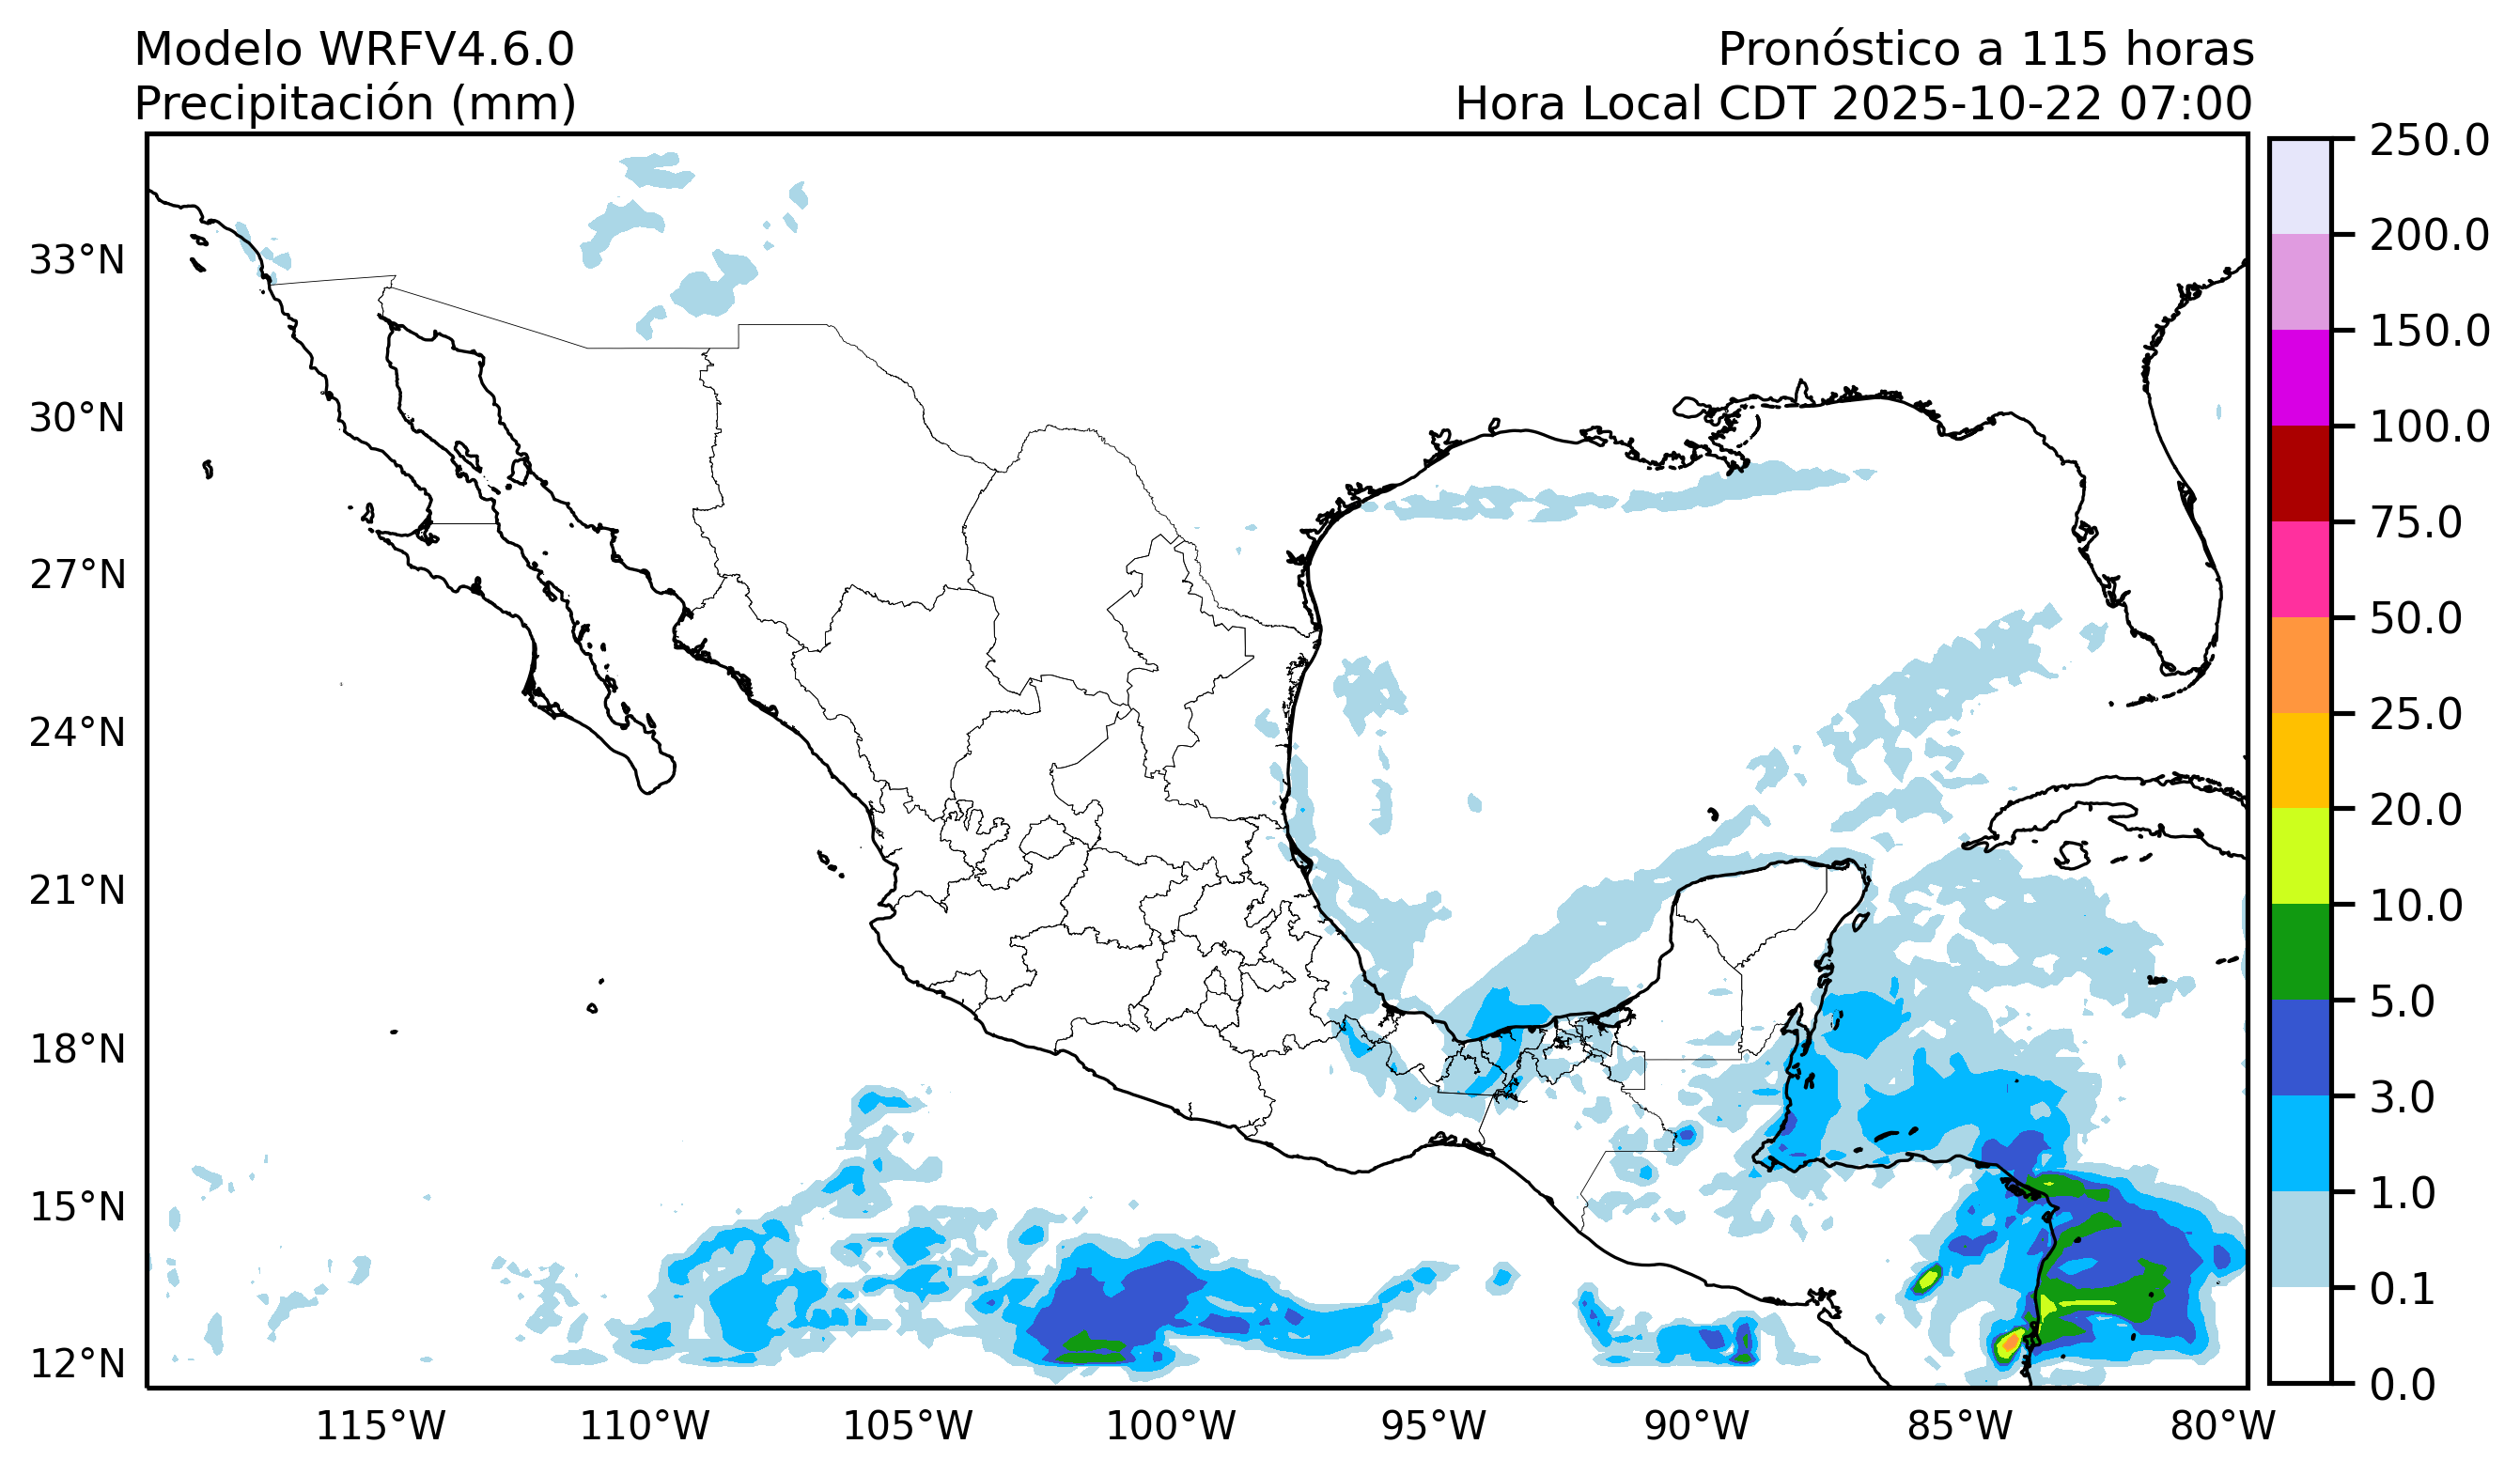 Modelo WRFV4.6.0
Precipitación (mm)
Pronóstico a 115 horas
Hora Local CDT 2025-10-22 07:00
33°N
30°N
27°N
24°N
21°N
18°N
15°N
12°N
115°W
110°W
105°W
100°W
95°W
90°W
85°W
80°W
250.0
200.0
150.0
100.0
75.0
50.0
25.0
20.0
10.0
5.0
3.0
1.0
0.1
0.0